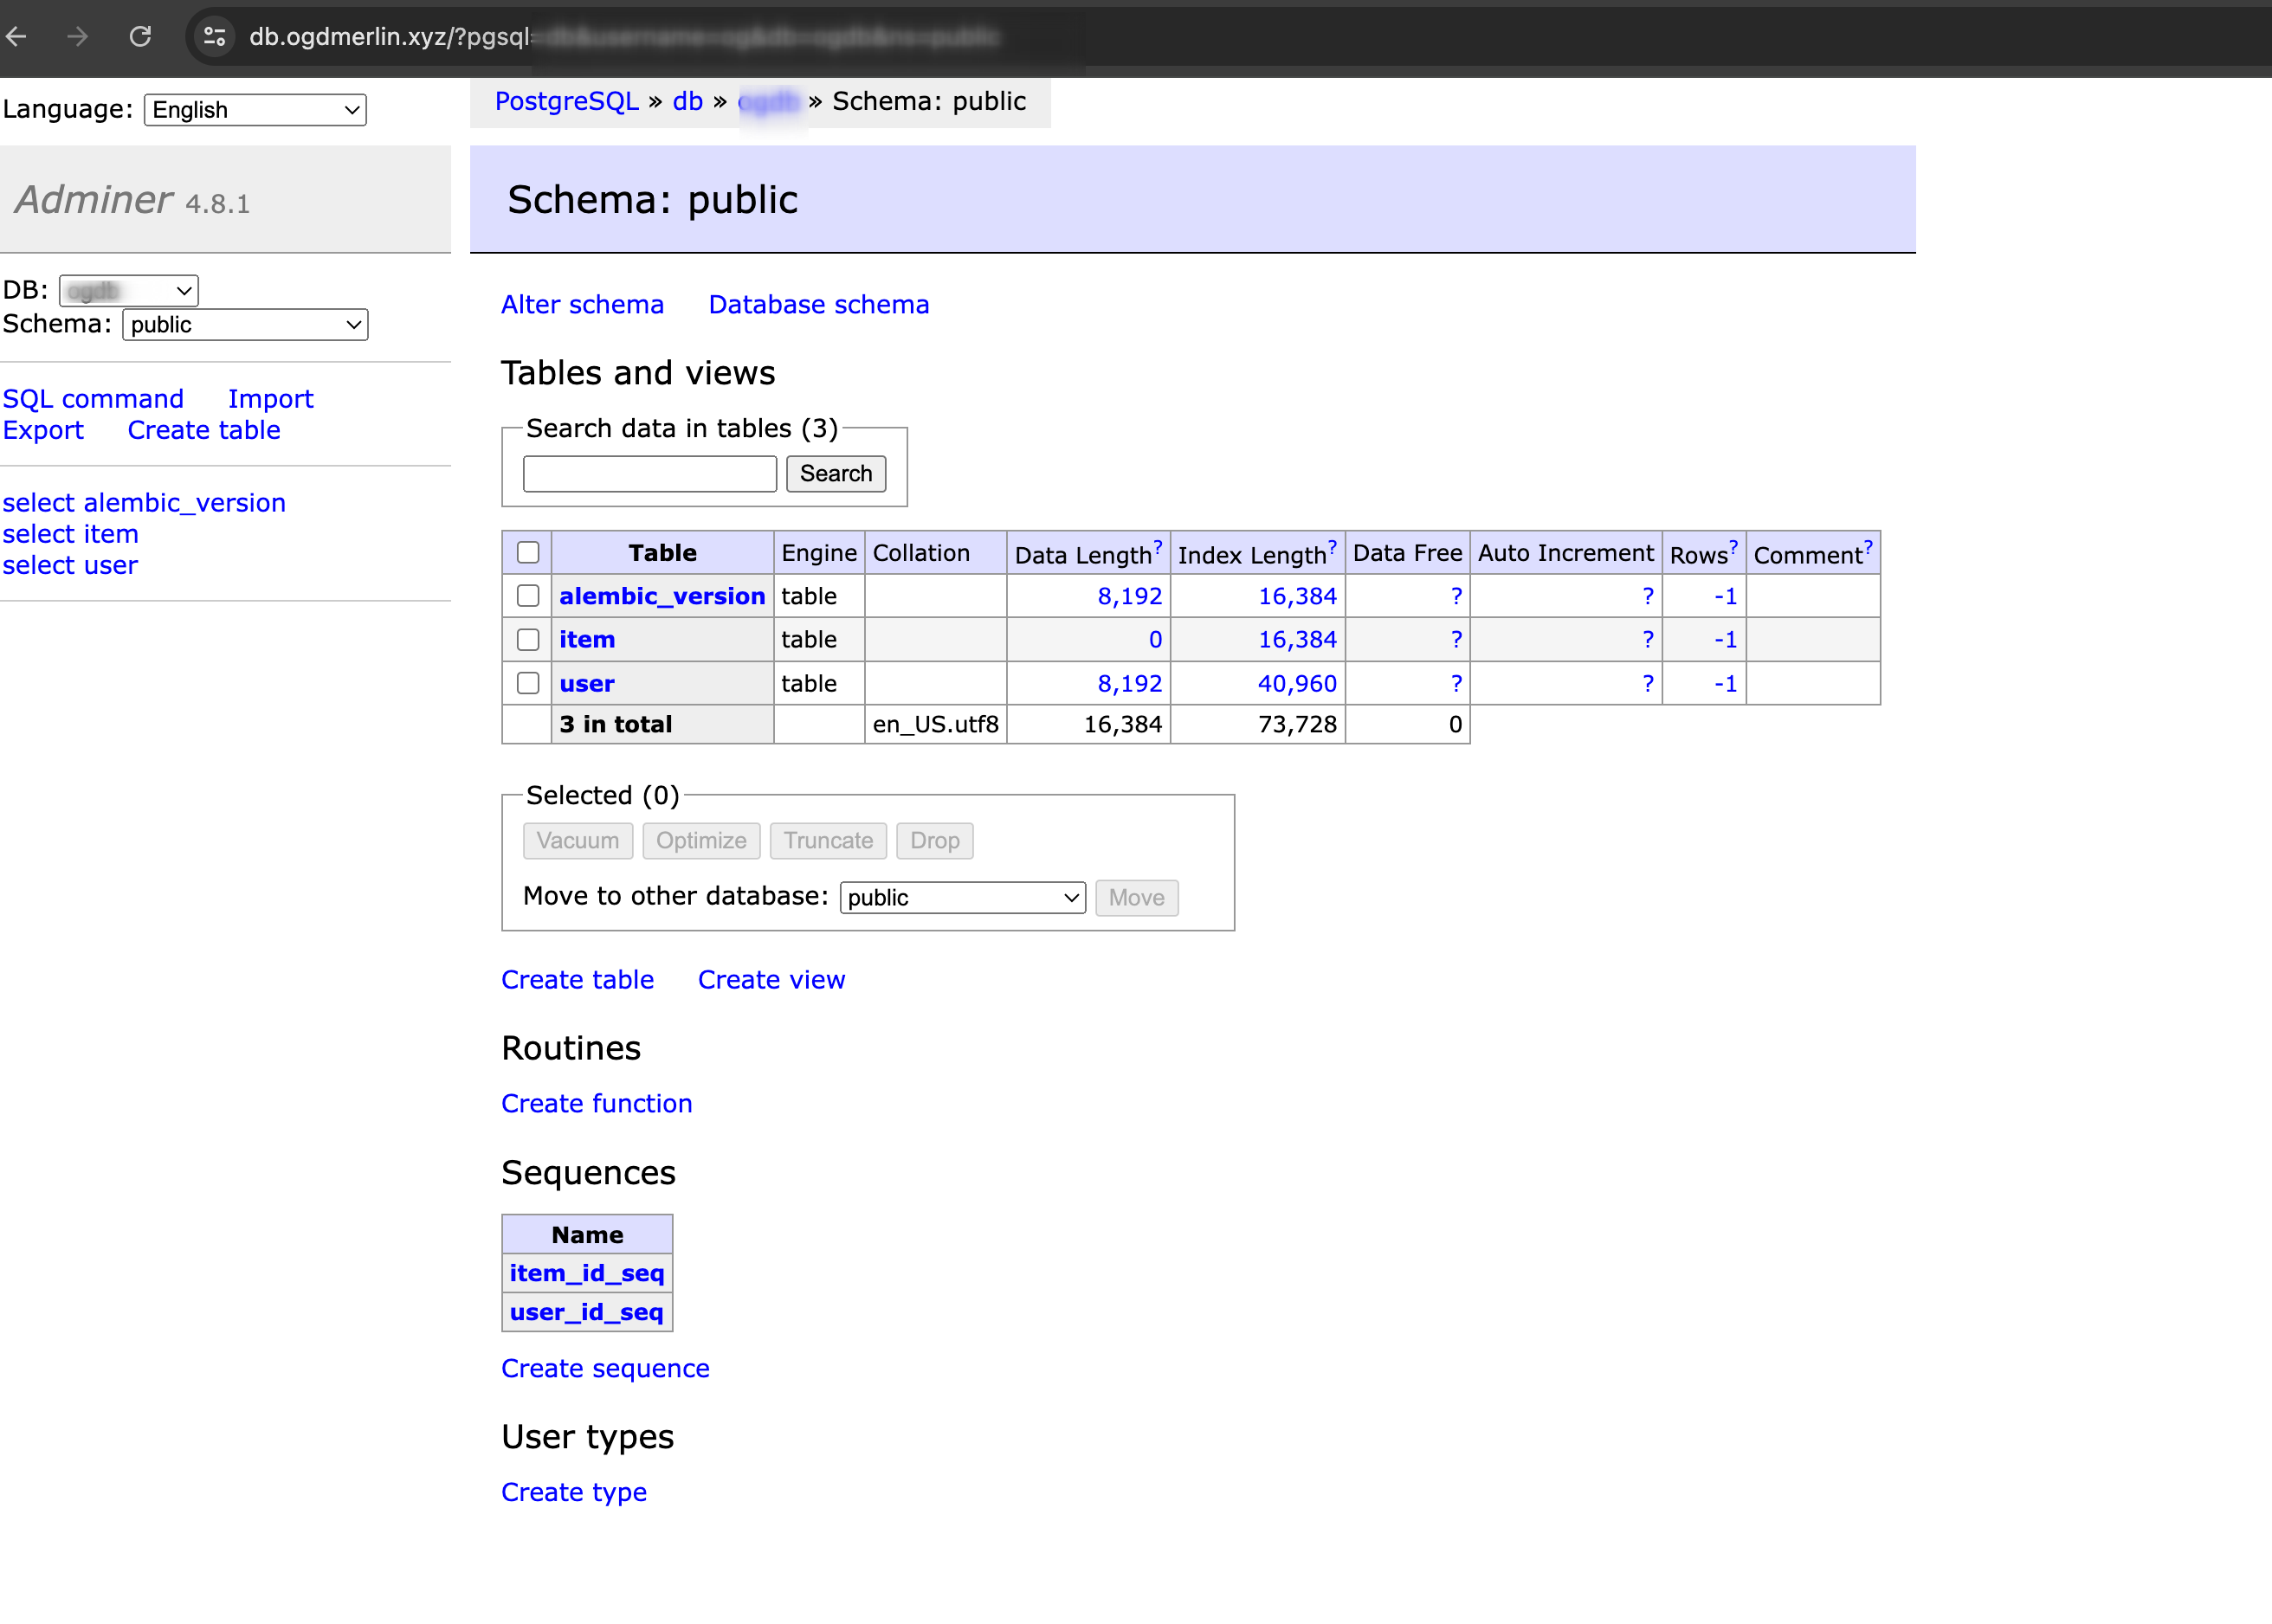 db.ogdmerlin.xyz/?pgsql=
Language: English
PostgreSQL » db » » Schema: public
Adminer 4.8.1
Schema: public
DB:
Schema: public
Alter schema Database schema
SQL command Import
Export Create table
Tables and views
Search data in tables (3)
Search
select alembic_version
select item
select user
Table Engine Collation Data Length? Index Length? Data Free Auto Increment Rows? Comment?
alembic_version table 8,192 16,384 ? ? -1
item table 0 16,384 ? ? -1
user table 8,192 40,960 ? ? -1
3 in total en_US.utf8 16,384 73,728 0
Selected (0)
Vacuum Optimize Truncate Drop
Move to other database: public Move
Create table Create view
Routines
Create function
Sequences
Name
item_id_seq
user_id_seq
Create sequence
User types
Create type